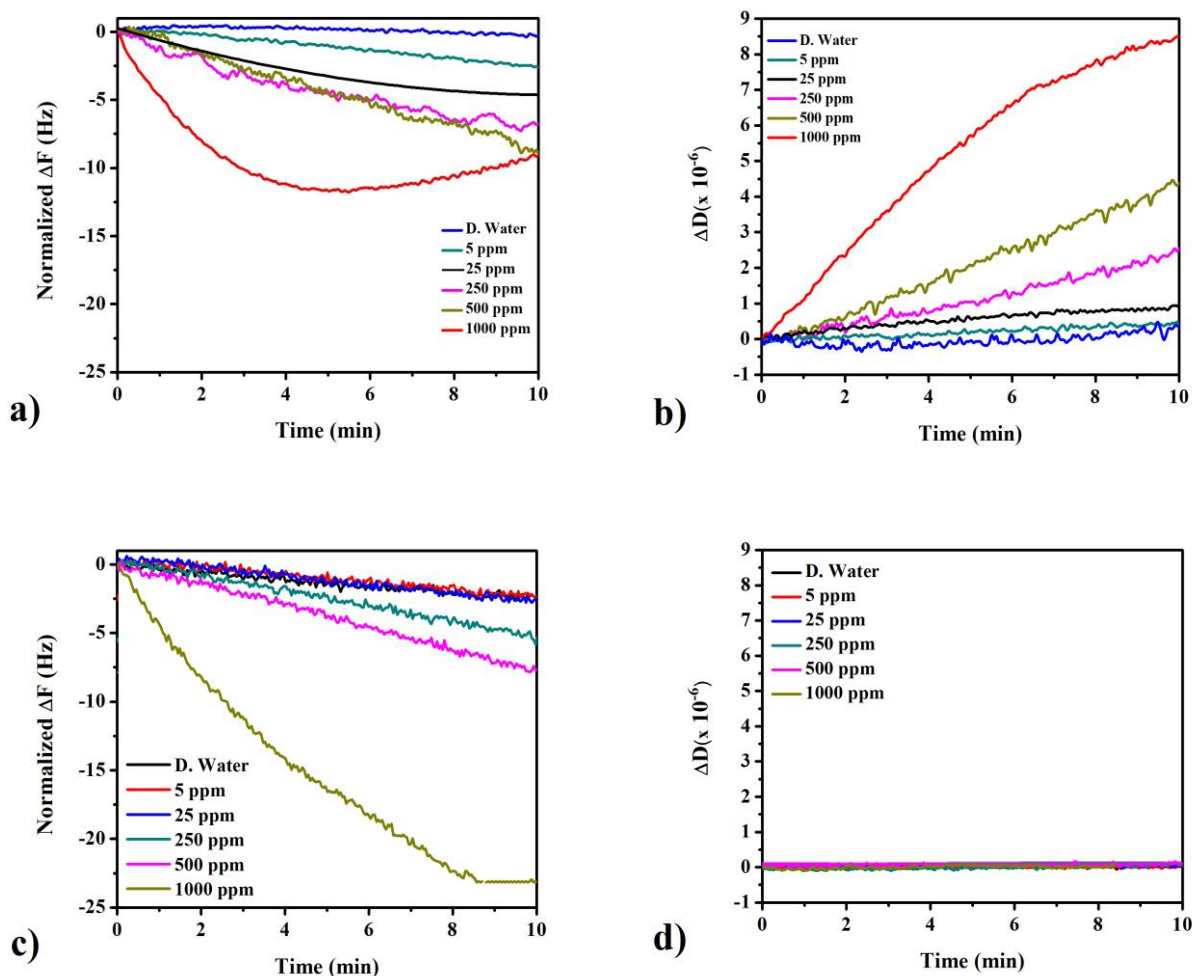 0
-5
-10
-15
-20
-25
0 2 4 6 8 10
Normalized ΔF (Hz)
Time (min)
D. Water
5 ppm
25 ppm
250 ppm
500 ppm
1000 ppm
a)
9
8
7
6
5
4
3
2
1
0
-1
0 2 4 6 8 10
ΔD(x 10⁻⁶)
Time (min)
D. Water
5 ppm
25 ppm
250 ppm
500 ppm
1000 ppm
b)
0
-5
-10
-15
-20
-25
0 2 4 6 8 10
Normalized ΔF (Hz)
Time (min)
D. Water
5 ppm
25 ppm
250 ppm
500 ppm
1000 ppm
c)
9
8
7
6
5
4
3
2
1
0
-1
0 2 4 6 8 10
ΔD(x 10⁻⁶)
Time (min)
D. Water
5 ppm
25 ppm
250 ppm
500 ppm
1000 ppm
d)